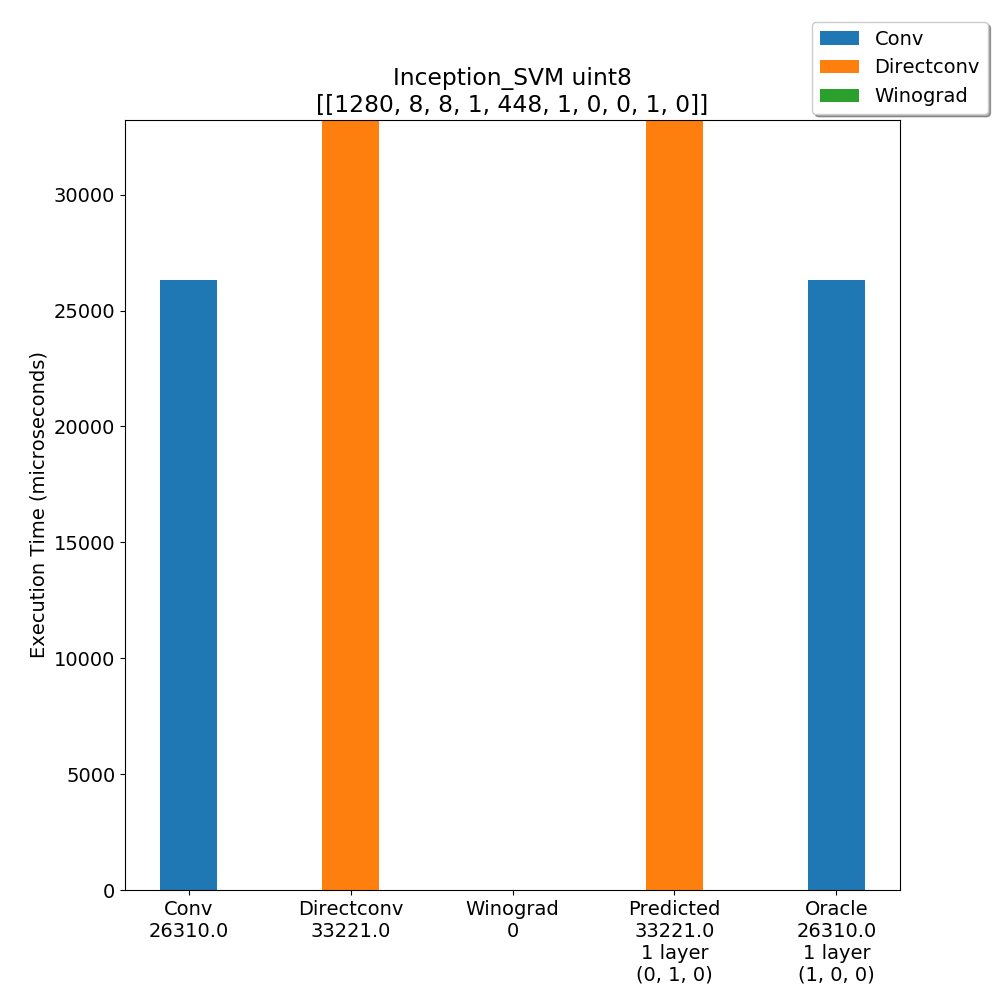 Conv
Directconv
Winograd
Inception_SVM uint8
[[1280, 8, 8, 1, 448, 1, 0, 0, 1, 0]]
Execution Time (microseconds)
30000
25000
20000
15000
10000
5000
0
Conv
26310.0
Directconv
33221.0
Winograd
0
Predicted
33221.0
1 layer
(0, 1, 0)
Oracle
26310.0
1 layer
(1, 0, 0)